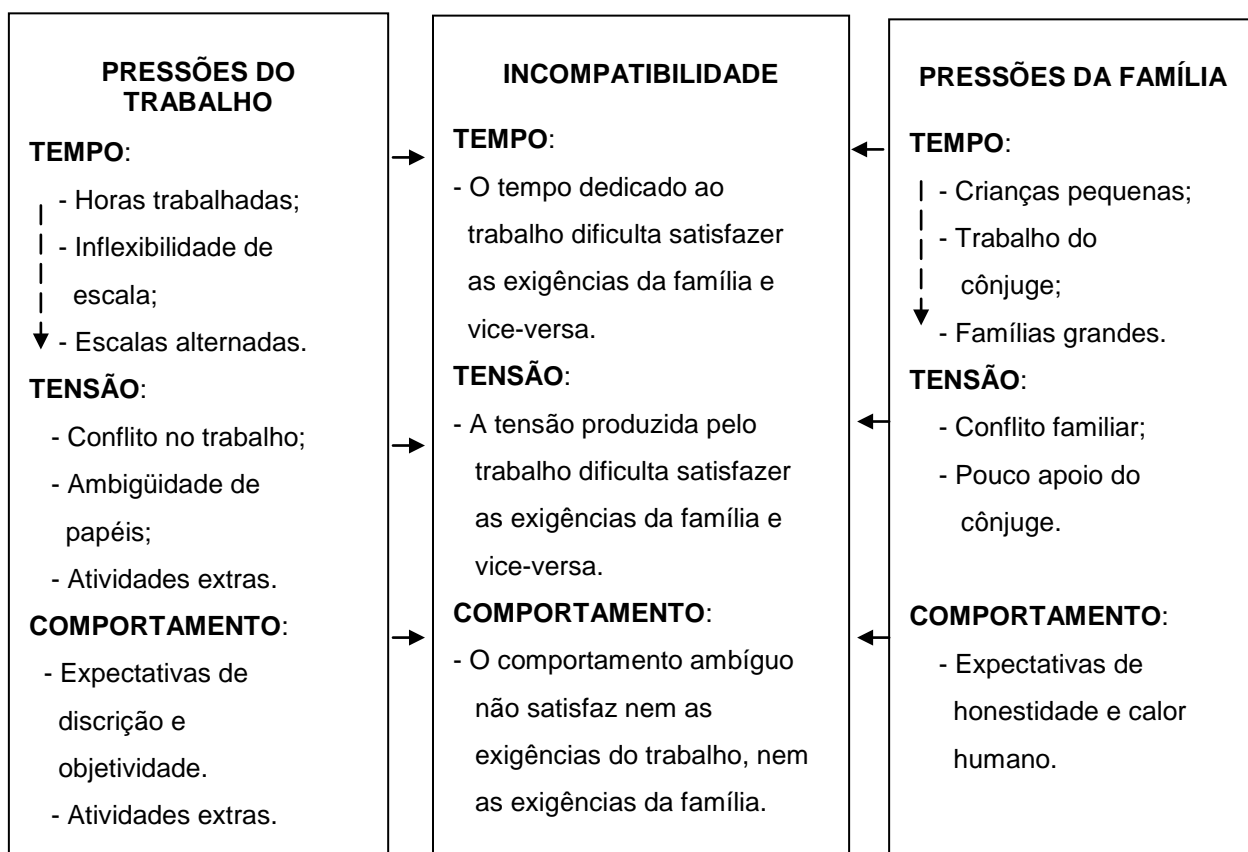 PRESSÕES DO
TRABALHO
TEMPO:
- Horas trabalhadas;
- Inflexibilidade de
escala;
- Escalas alternadas.
TENSÃO:
- Conflito no trabalho;
- Ambigüidade de
papéis;
- Atividades extras.
COMPORTAMENTO:
- Expectativas de
discrição e
objetividade.
- Atividades extras.
INCOMPATIBILIDADE
TEMPO:
- O tempo dedicado ao
trabalho dificulta satisfazer
as exigências da família e
vice-versa.
TENSÃO:
- A tensão produzida pelo
trabalho dificulta satisfazer
as exigências da família e
vice-versa.
COMPORTAMENTO:
- O comportamento ambíguo
não satisfaz nem as
exigências do trabalho, nem
as exigências da família.
PRESSÕES DA FAMÍLIA
TEMPO:
- Crianças pequenas;
- Trabalho do
cônjuge;
- Famílias grandes.
TENSÃO:
- Conflito familiar;
- Pouco apoio do
cônjuge.
COMPORTAMENTO:
- Expectativas de
honestidade e calor
humano.